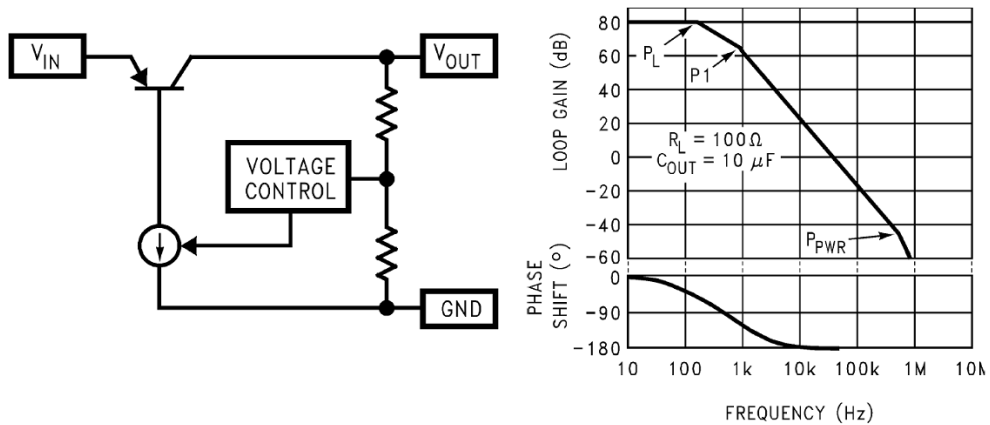 V_IN
V_OUT
VOLTAGE
CONTROL
GND
LOOP GAIN (dB)
80
60
40
20
0
-20
-40
-60
P_L
P1
R_L = 100Ω
C_OUT = 10 μF
P_PWR
PHASE
SHIFT (°)
0
-90
-180
10 100 1k 10k 100k 1M 10M
FREQUENCY (Hz)